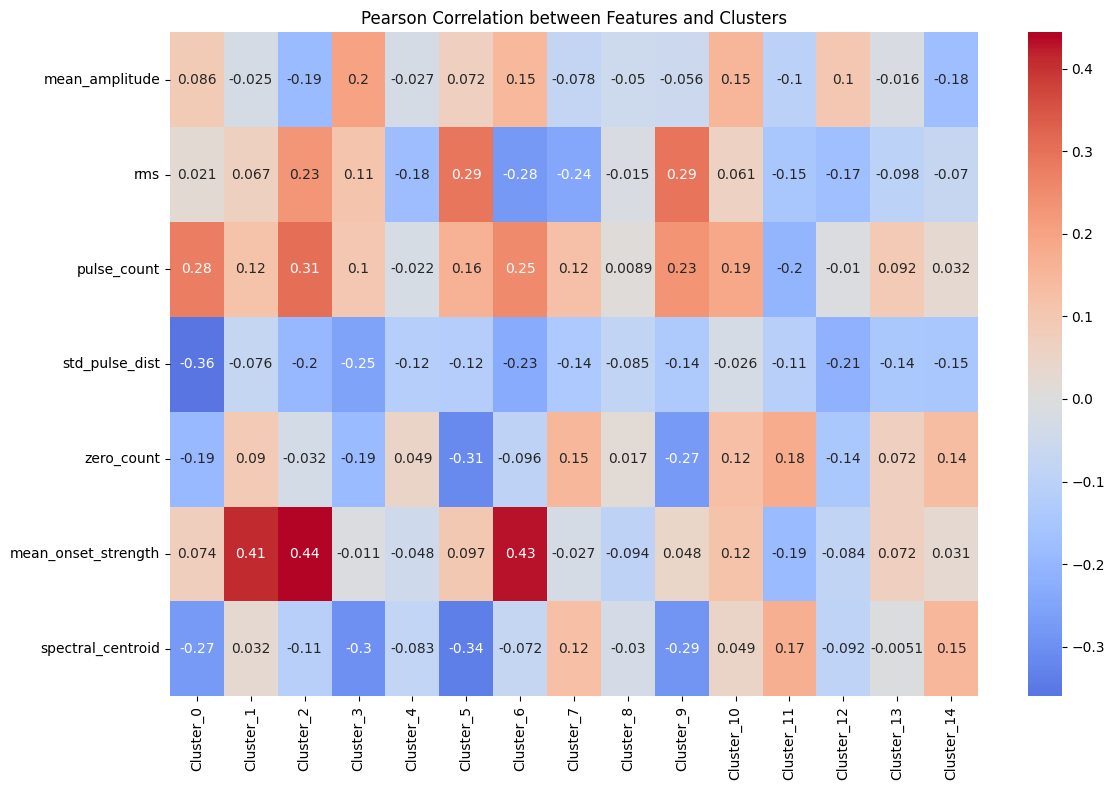 Pearson Correlation between Features and Clusters
mean_amplitude 0.086 -0.025 -0.19 0.2 -0.027 0.072 0.15 -0.078 -0.05 -0.056 0.15 -0.1 0.1 -0.016 -0.18
rms 0.021 0.067 0.23 0.11 -0.18 0.29 -0.28 -0.24 -0.015 0.29 0.061 -0.15 -0.17 -0.098 -0.07
pulse_count 0.28 0.12 0.31 0.1 -0.022 0.16 0.25 0.12 0.0089 0.23 0.19 -0.2 -0.01 0.092 0.032
std_pulse_dist -0.36 -0.076 -0.2 -0.25 -0.12 -0.12 -0.23 -0.14 -0.085 -0.14 -0.026 -0.11 -0.21 -0.14 -0.15
zero_count -0.19 0.09 -0.032 -0.19 0.049 -0.31 -0.096 0.15 0.017 -0.27 0.12 0.18 -0.14 0.072 0.14
mean_onset_strength 0.074 0.41 0.44 -0.011 -0.048 0.097 0.43 -0.027 -0.094 0.048 0.12 -0.19 -0.084 0.072 0.031
spectral_centroid -0.27 0.032 -0.11 -0.3 -0.083 -0.34 -0.072 0.12 -0.03 -0.29 0.049 0.17 -0.092 -0.0051 0.15
Cluster_0 Cluster_1 Cluster_2 Cluster_3 Cluster_4 Cluster_5 Cluster_6 Cluster_7 Cluster_8 Cluster_9 Cluster_10 Cluster_11 Cluster_12 Cluster_13 Cluster_14
0.4
0.3
0.2
0.1
0.0
−0.1
−0.2
−0.3